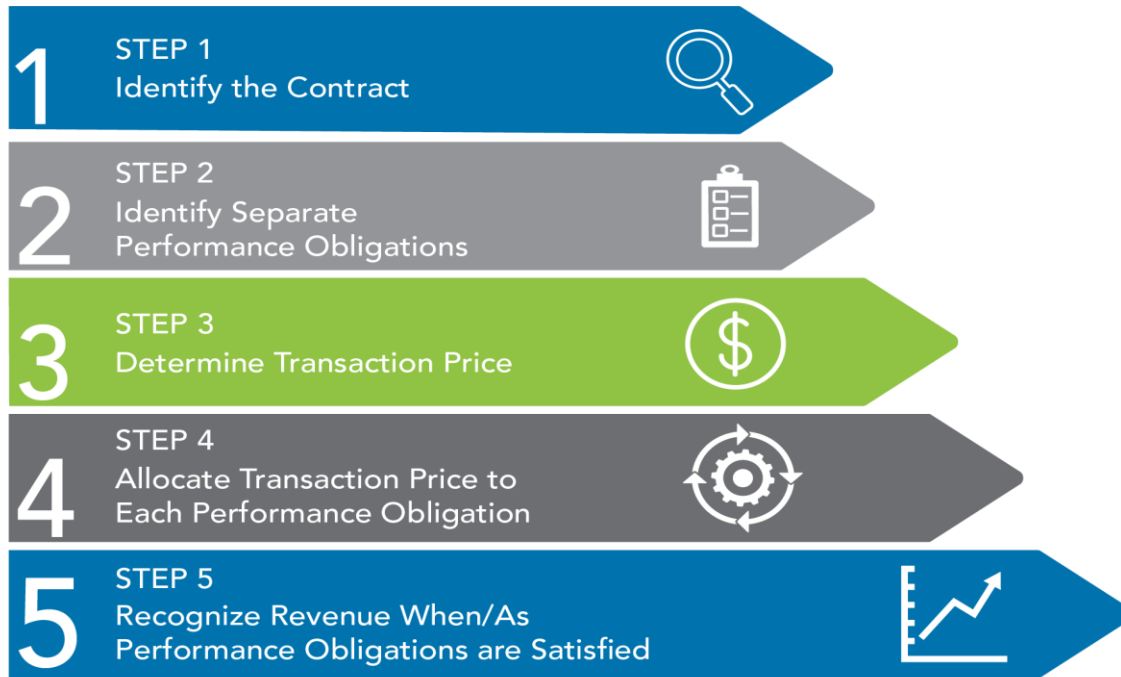 1
STEP 1
Identify the Contract
2
STEP 2
Identify Separate
Performance Obligations
3
STEP 3
Determine Transaction Price
$
4
STEP 4
Allocate Transaction Price to
Each Performance Obligation
5
STEP 5
Recognize Revenue When/As
Performance Obligations are Satisfied